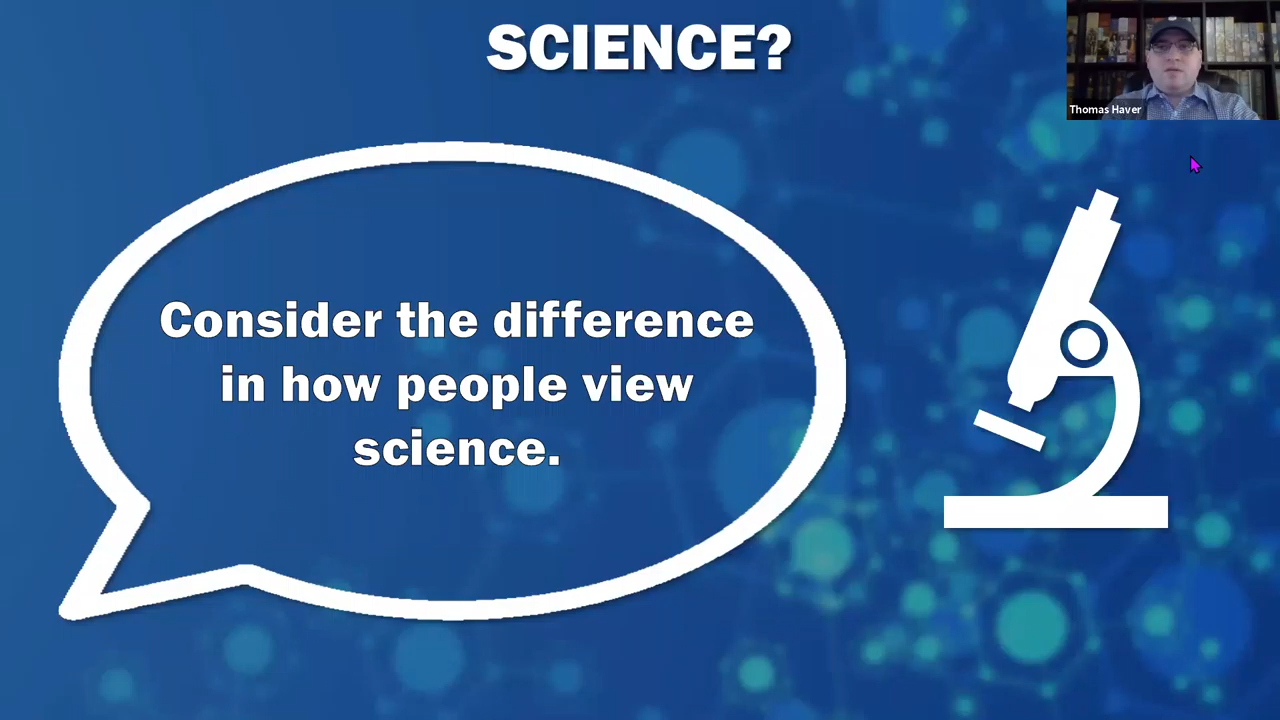 SCIENCE?
Thomas Haver
Consider the difference
in how people view
science.